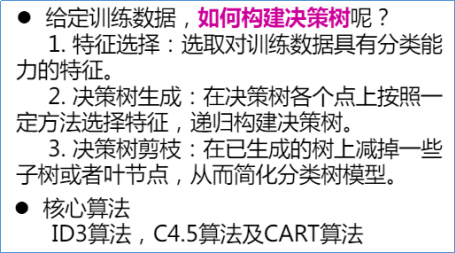 ● 给定训练数据，如何构建决策树呢？
1. 特征选择：选取对训练数据具有分类能
力的特征。
2. 决策树生成：在决策树各个点上按照一
定方法选择特征，递归构建决策树。
3. 决策树剪枝：在已生成的树上减掉一些
子树或者叶节点，从而简化分类树模型。
● 核心算法
ID3算法，C4.5算法及CART算法